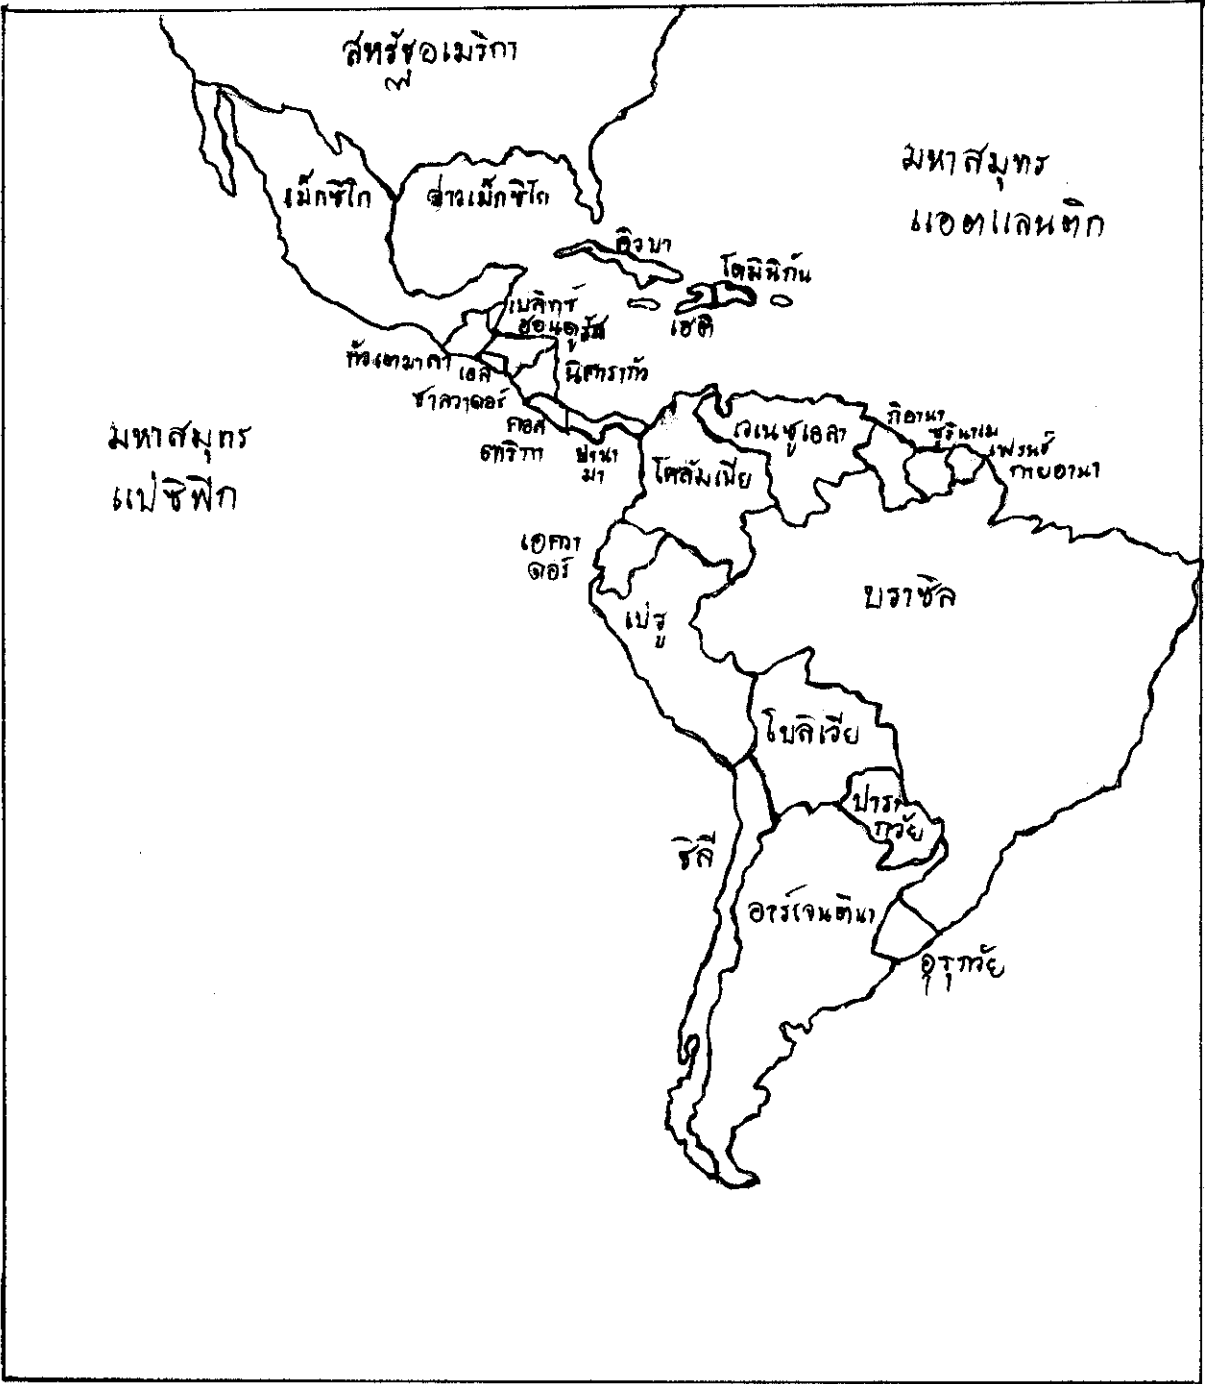 สหรัฐอเมริกา
มหาสมุทร
แอตแลนติก
เม็กซิโก
อ่าวเม็กซิโก
คิวบา
โดมินิกัน
เฮติ
เบลิทซ์
ฮอนดูรัส
กัวเตมาลา
เอล
ซาลวาดอร์
นิคารากัว
คอส
ตาริกา
ปานา
มา
มหาสมุทร
แปซิฟิก
เวเนซูเอลา
กิอานา
ซูรินาเม
เฟรนช์
กายอานา
โคลัมเบีย
เอควา
ดอร์
บราซิล
เปรู
โบลิเวีย
ปารา
กวัย
ชิลี
อาร์เจนตินา
อุรุกวัย